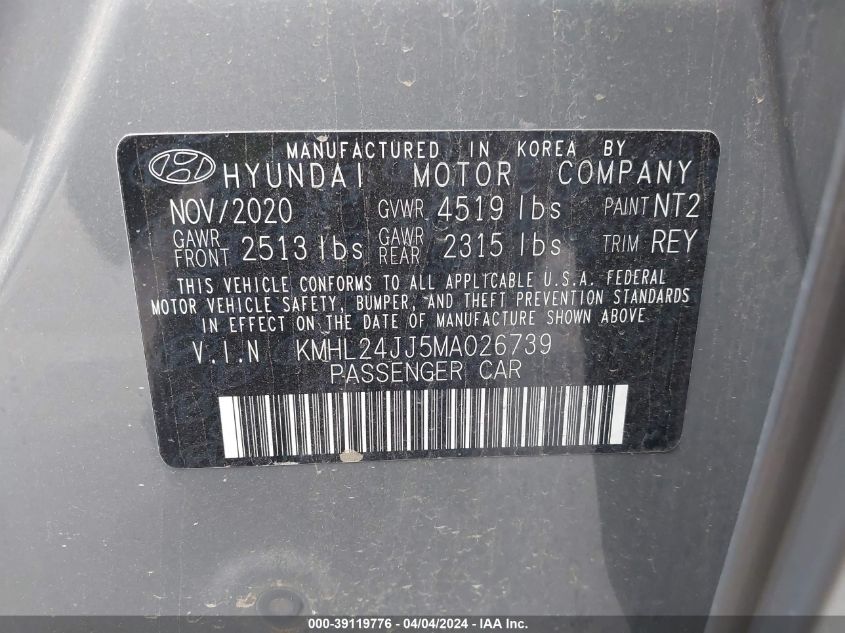 MANUFACTURED IN KOREA BY
HYUNDAI MOTOR COMPANY
NOV/2020 GVWR 4519 lbs PAINT NT2
GAWR FRONT 2513 lbs GAWR REAR 2315 lbs TRIM REY
THIS VEHICLE CONFORMS TO ALL APPLYCABLE U.S.A. FEDERAL
MOTOR VEHICLE SAFETY, BUMPER, AND THEFT PREVENTION STANDARDS
IN EFFECT ON THE DATE OF MANUFACTURE SHOWN ABOVE
V.I.N KMHL24JJ5MA026739
PASSENGER CAR
000-39119776 - 04/04/2024 - IAA Inc.